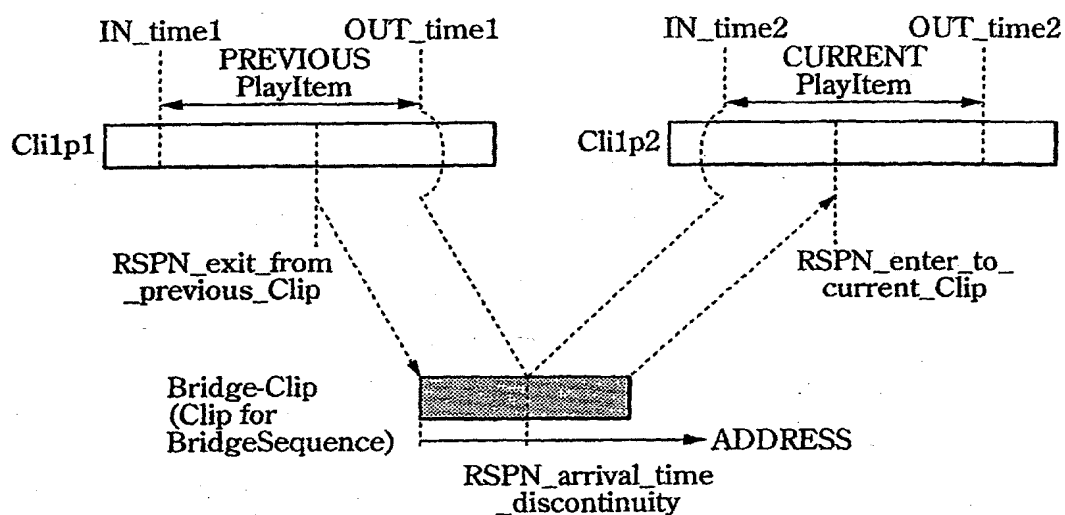 IN_time1 OUT_time1 IN_time2 OUT_time2
PREVIOUS
PlayItem
CURRENT
PlayItem
Cli1p1
Cli1p2
RSPN_exit_from
_previous_Clip
RSPN_enter_to_
current_Clip
Bridge-Clip
(Clip for
BridgeSequence)
ADDRESS
RSPN_arrival_time
_discontinuity